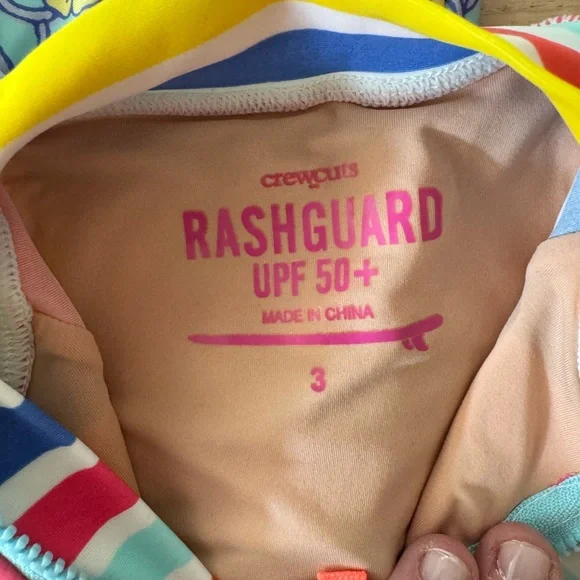 crewcuts
RASHGUARD
UPF 50+
MADE IN CHINA
3